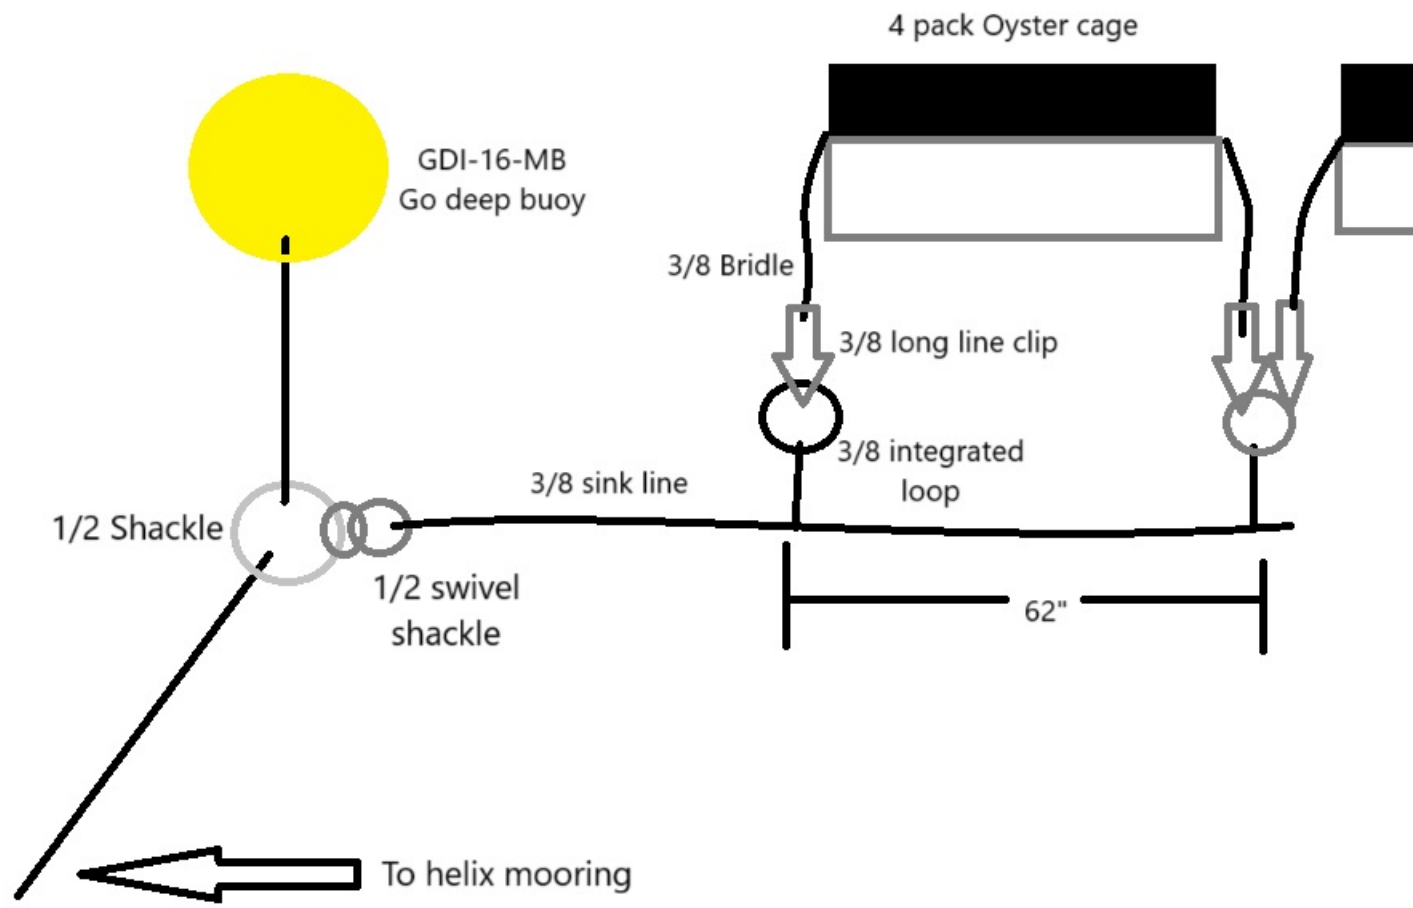 4 pack Oyster cage
GDI-16-MB
Go deep buoy
3/8 Bridle
3/8 long line clip
3/8 integrated
loop
3/8 sink line
1/2 Shackle
1/2 swivel
shackle
62"
To helix mooring